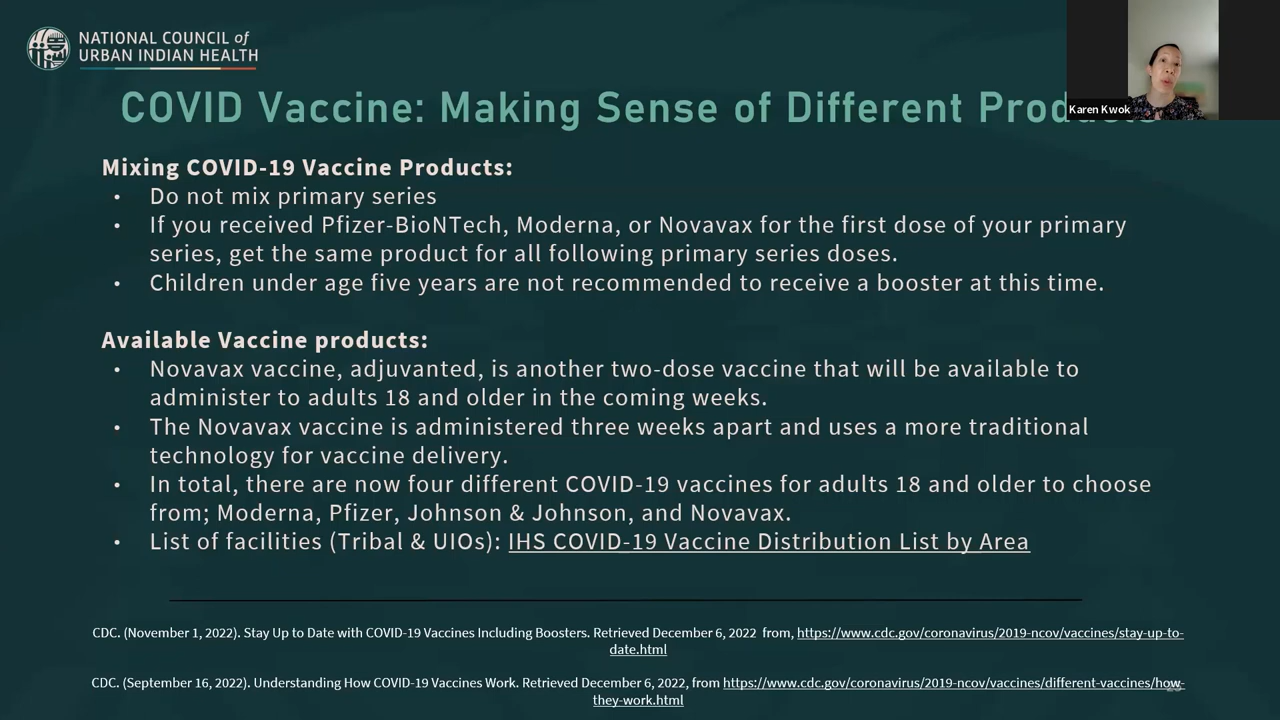 NATIONAL COUNCIL of
URBAN INDIAN HEALTH
Karen Kwok
COVID Vaccine: Making Sense of Different
Mixing COVID-19 Vaccine Products:
• Do not mix primary series
• If you received Pfizer-BioNTech, Moderna, or Novavax for the first dose of your primary
series, get the same product for all following primary series doses.
• Children under age five years are not recommended to receive a booster at this time.
Available Vaccine products:
• Novavax vaccine, adjuvanted, is another two-dose vaccine that will be available to
administer to adults 18 and older in the coming weeks.
• The Novavax vaccine is administered three weeks apart and uses a more traditional
technology for vaccine delivery.
• In total, there are now four different COVID-19 vaccines for adults 18 and older to choose
from; Moderna, Pfizer, Johnson & Johnson, and Novavax.
• List of facilities (Tribal & UIOs): IHS COVID-19 Vaccine Distribution List by Area
CDC. (November 1, 2022). Stay Up to Date with COVID-19 Vaccines Including Boosters. Retrieved December 6, 2022 from, https://www.cdc.gov/coronavirus/2019-ncov/vaccines/stay-up-to-
date.html
CDC. (September 16, 2022). Understanding How COVID-19 Vaccines Work. Retrieved December 6, 2022, from https://www.cdc.gov/coronavirus/2019-ncov/vaccines/different-vaccines/how-
they-work.html